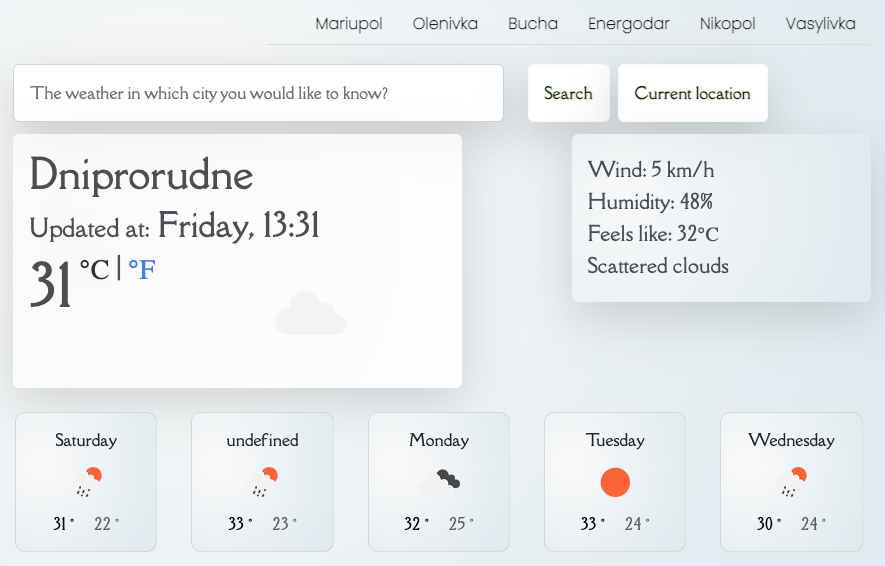 Mariupol Olenivka Bucha Energodar Nikopol Vasylivka
The weather in which city you would like to know? Search Current location
Dniprorudne
Updated at: Friday, 13:31
31 °C | °F
Wind: 5 km/h
Humidity: 48%
Feels like: 32°C
Scattered clouds
Saturday
31 ° 22 °
undefined
33 ° 23 °
Monday
32 ° 25 °
Tuesday
33 ° 24 °
Wednesday
30 ° 24 °